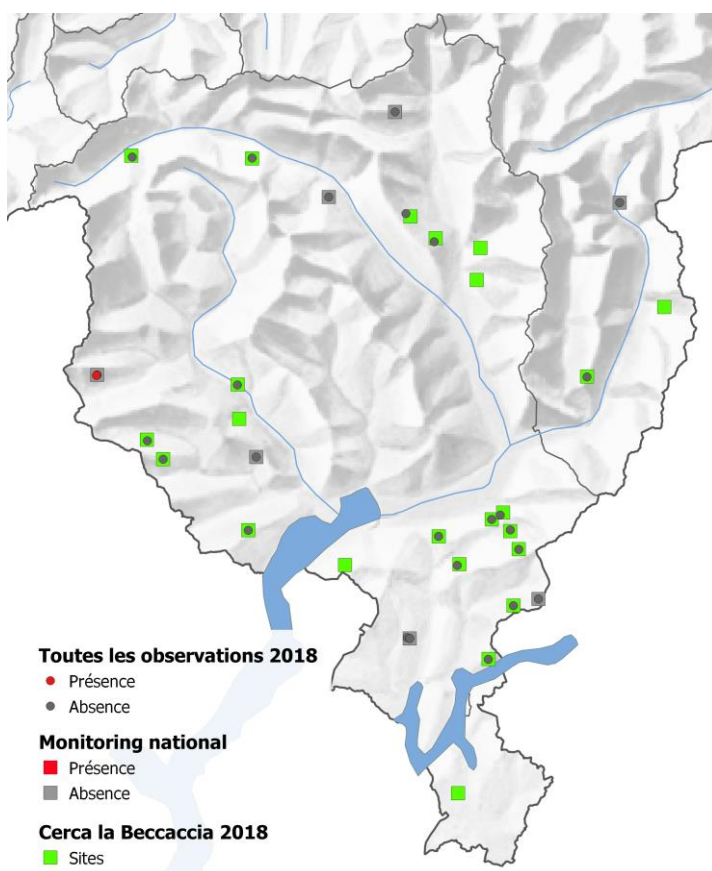 Toutes les observations 2018
Présence
Absence
Monitoring national
Présence
Absence
Cerca la Beccaccia 2018
Sites